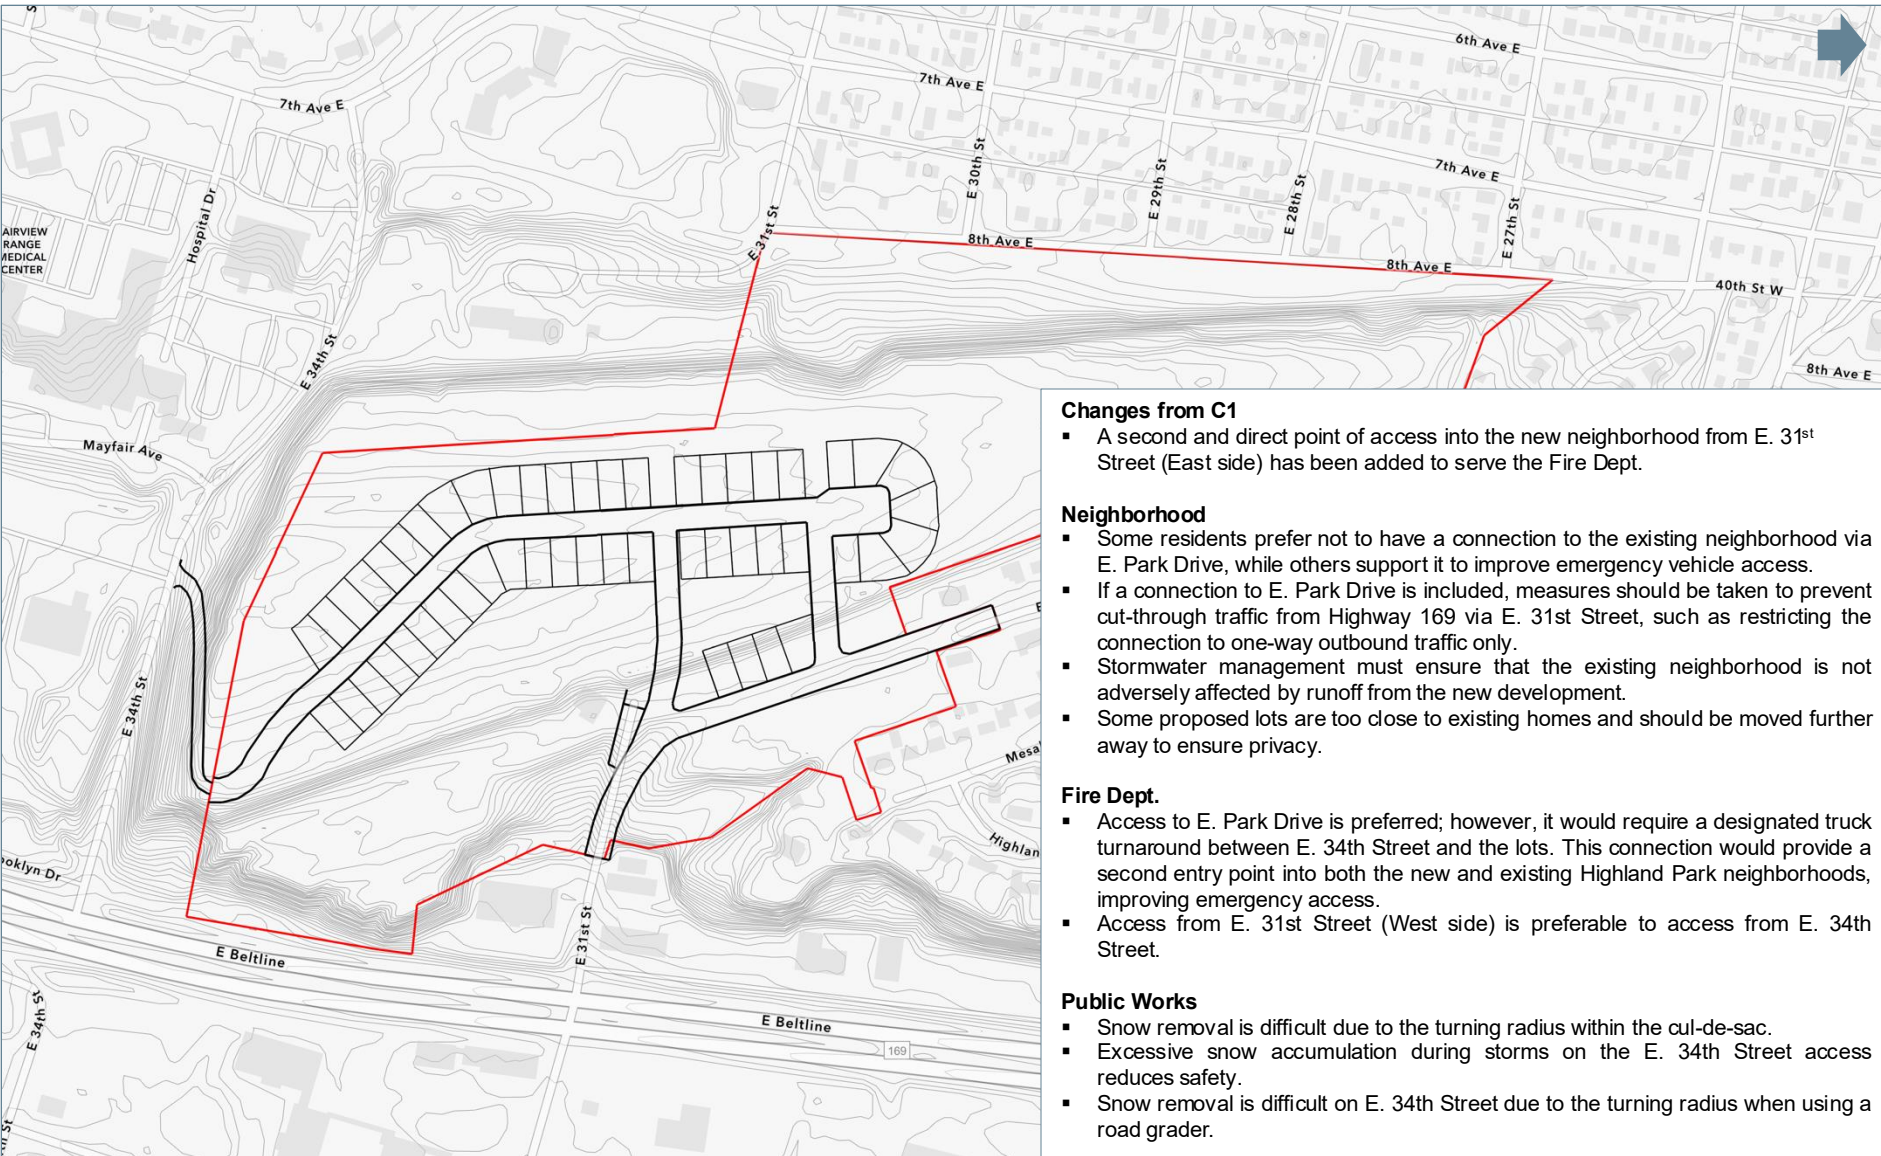 S
6th Ave E
7th Ave E
7th Ave E
E 30th St
E 29th St
E 28th St
7th Ave E
E 27th St
Hospital Dr
AIRVIEW
RANGE
MEDICAL
CENTER
E 31st St
8th Ave E
8th Ave E
40th St W
E 34th St
8th Ave E
Mayfair Ave
E 34th St
E
Mesa
Highlan
ooklyn Dr
E 31st St
E Beltline
E Beltline
169
E 34th St
St
Changes from C1
▪ A second and direct point of access into the new neighborhood from E. 31st
Street (East side) has been added to serve the Fire Dept.
Neighborhood
▪ Some residents prefer not to have a connection to the existing neighborhood via
E. Park Drive, while others support it to improve emergency vehicle access.
▪ If a connection to E. Park Drive is included, measures should be taken to prevent
cut-through traffic from Highway 169 via E. 31st Street, such as restricting the
connection to one-way outbound traffic only.
▪ Stormwater management must ensure that the existing neighborhood is not
adversely affected by runoff from the new development.
▪ Some proposed lots are too close to existing homes and should be moved further
away to ensure privacy.
Fire Dept.
▪ Access to E. Park Drive is preferred; however, it would require a designated truck
turnaround between E. 34th Street and the lots. This connection would provide a
second entry point into both the new and existing Highland Park neighborhoods,
improving emergency access.
▪ Access from E. 31st Street (West side) is preferable to access from E. 34th
Street.
Public Works
▪ Snow removal is difficult due to the turning radius within the cul-de-sac.
▪ Excessive snow accumulation during storms on the E. 34th Street access
reduces safety.
▪ Snow removal is difficult on E. 34th Street due to the turning radius when using a
road grader.